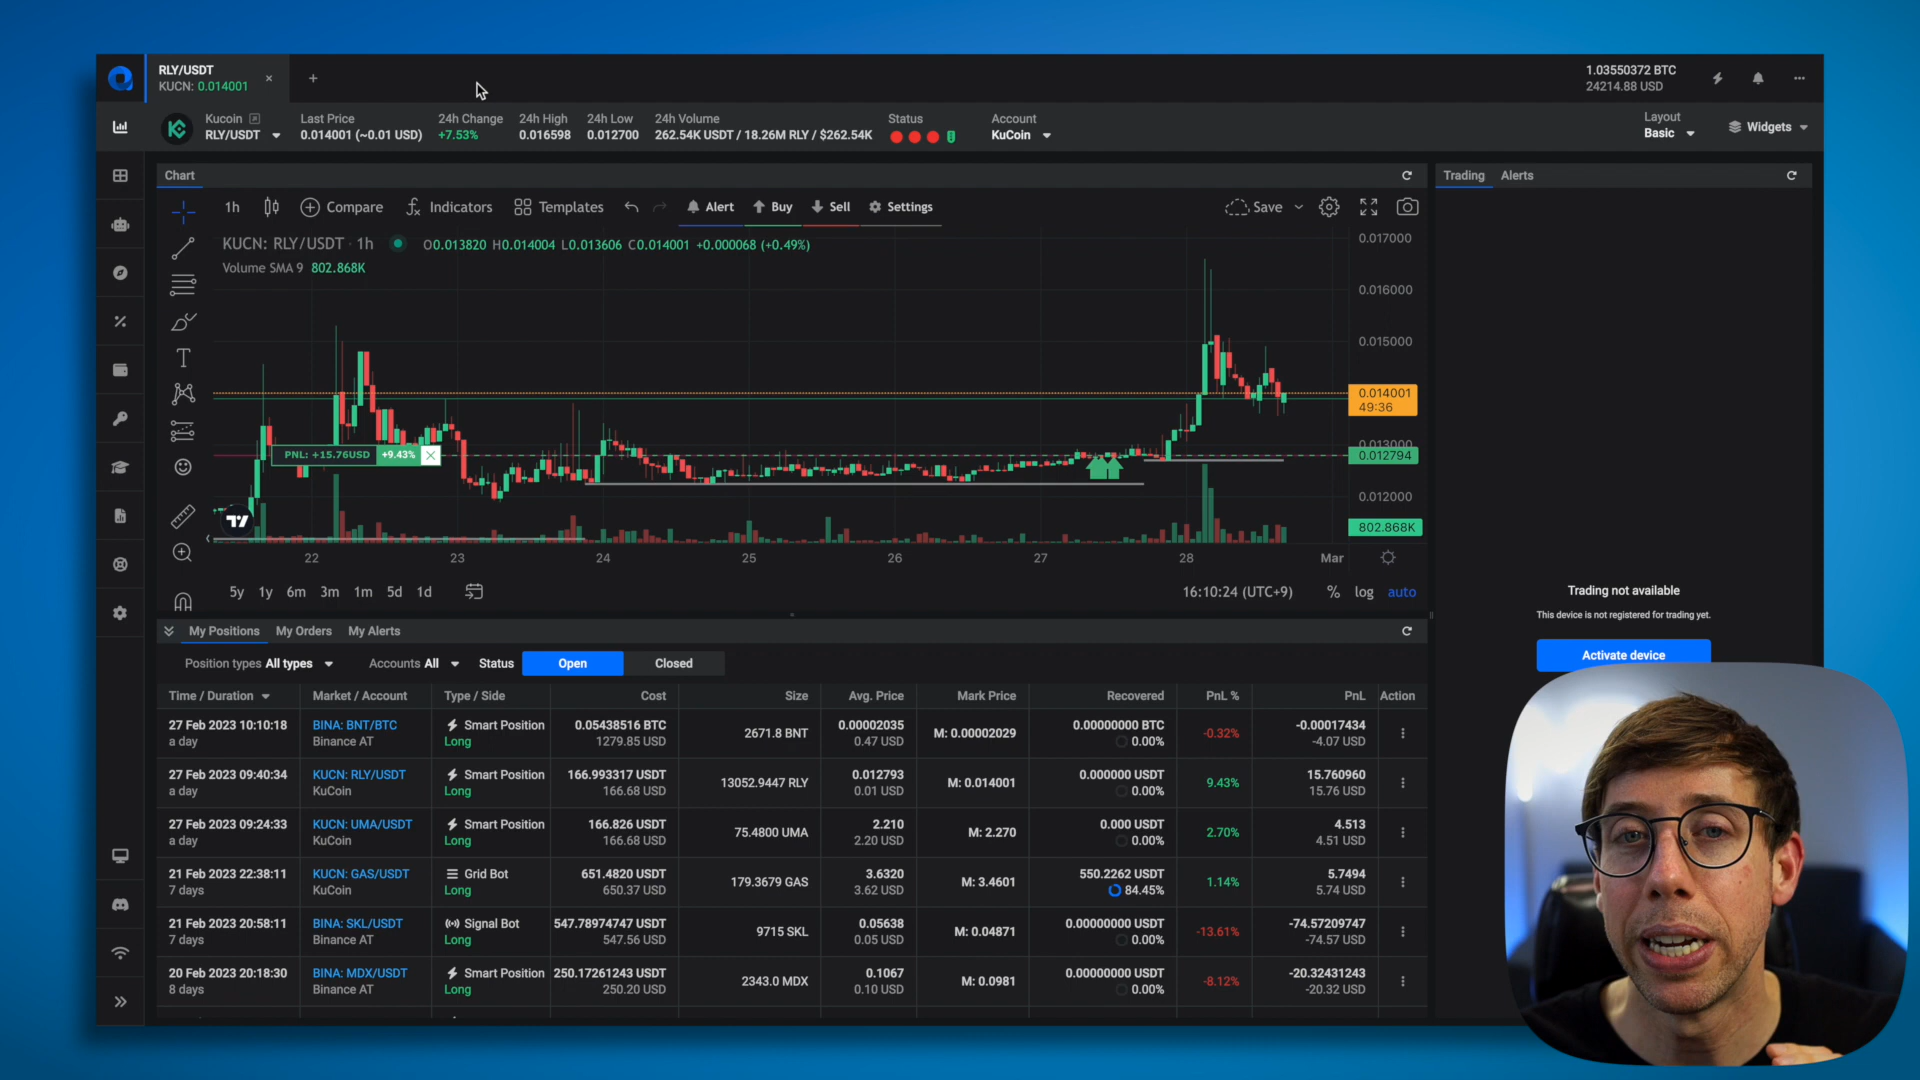 RLY/USDT
KUCN: 0.014001
1.03550372 BTC
24214.88 USD
Kucoin
RLY/USDT
Last Price
0.014001 (~0.01 USD)
24h Change
+7.53%
24h High
0.016598
24h Low
0.012700
24h Volume
262.54K USDT / 18.26M RLY / $262.54K
Status
Account
KuCoin
Layout
Basic
Widgets
Chart
Trading Alerts
1h Compare Indicators Templates Alert Buy Sell Settings Save
KUCN: RLY/USDT · 1h O0.013820 H0.014004 L0.013606 C0.014001 +0.000068 (+0.49%)
Volume SMA 9 802.868K
0.017000
0.016000
0.015000
0.014001
49:36
0.013000
0.012794
0.012000
802.868K
PNL: +15.76USD +9.43%
22 23 24 25 26 27 28 Mar
5y 1y 6m 3m 1m 5d 1d 16:10:24 (UTC+9) % log auto
Trading not available
This device is not registered for trading yet.
Activate device
My Positions My Orders My Alerts
Position types All types Accounts All Status Open Closed
Time / Duration Market / Account Type / Side Cost Size Avg. Price Mark Price Recovered PnL % PnL Action
27 Feb 2023 10:10:18 BINA: BNT/BTC Smart Position 0.05438516 BTC 2671.8 BNT 0.00002035 M: 0.00002029 0.00000000 BTC -0.32% -0.00017434
a day Binance AT Long 1279.85 USD 0.47 USD 0.00% -4.07 USD
27 Feb 2023 09:40:34 KUCN: RLY/USDT Smart Position 166.993317 USDT 13052.9447 RLY 0.012793 M: 0.014001 0.000000 USDT 9.43% 15.760960
a day KuCoin Long 166.68 USD 0.01 USD 0.00% 15.76 USD
27 Feb 2023 09:24:33 KUCN: UMA/USDT Smart Position 166.826 USDT 75.4800 UMA 2.210 M: 2.270 0.000 USDT 2.70% 4.513
a day KuCoin Long 166.68 USD 2.20 USD 0.00% 4.51 USD
21 Feb 2023 22:38:11 KUCN: GAS/USDT Grid Bot 651.4820 USDT 179.3679 GAS 3.6320 M: 3.4601 550.2262 USDT 1.14% 5.7494
7 days KuCoin Long 650.37 USD 3.62 USD 84.45% 5.74 USD
21 Feb 2023 20:58:11 BINA: SKL/USDT Signal Bot 547.78974747 USDT 9715 SKL 0.05638 M: 0.04871 0.00000000 USDT -13.61% -74.57209747
7 days Binance AT Long 547.56 USD 0.05 USD 0.00% -74.57 USD
20 Feb 2023 20:18:30 BINA: MDX/USDT Smart Position 250.17261243 USDT 2343.0 MDX 0.1067 M: 0.0981 0.00000000 USDT -8.12% -20.32431243
8 days Binance AT Long 250.20 USD 0.10 USD 0.00% -20.32 USD